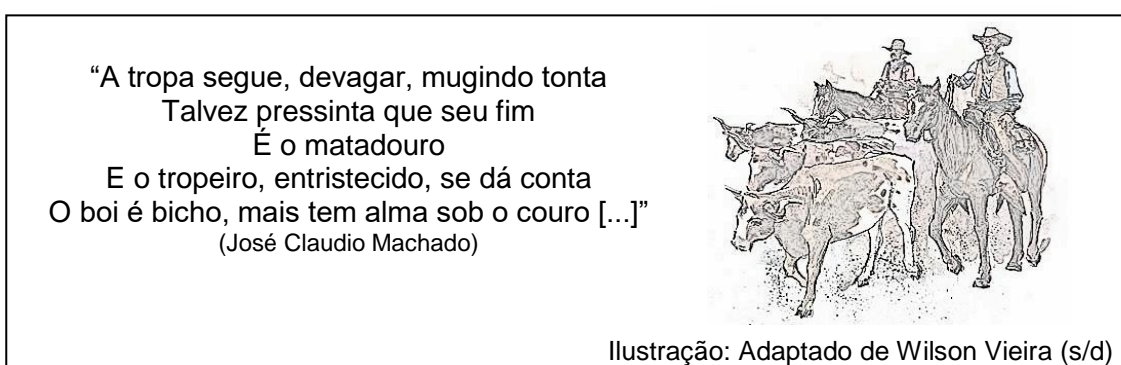 “A tropa segue, devagar, mugindo tonta
Talvez pressinta que seu fim
É o matadouro
E o tropeiro, entristecido, se dá conta
O boi é bicho, mais tem alma sob o couro [...]”
(José Claudio Machado)
Ilustração: Adaptado de Wilson Vieira (s/d)